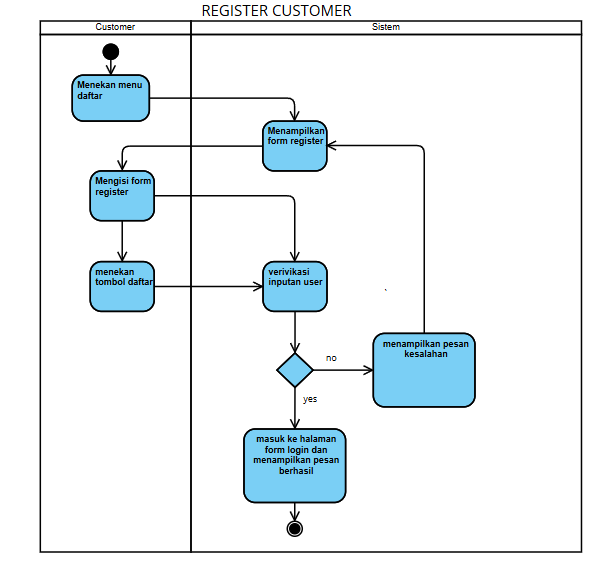 REGISTER CUSTOMER
Customer
Sistem
Menekan menu
daftar
Menampilkan
form register
Mengisi form
register
menekan
tombol daftar
verivikasi
inputan user
no
menampilkan pesan
kesalahan
yes
masuk ke halaman
form login dan
menampilkan pesan
berhasil